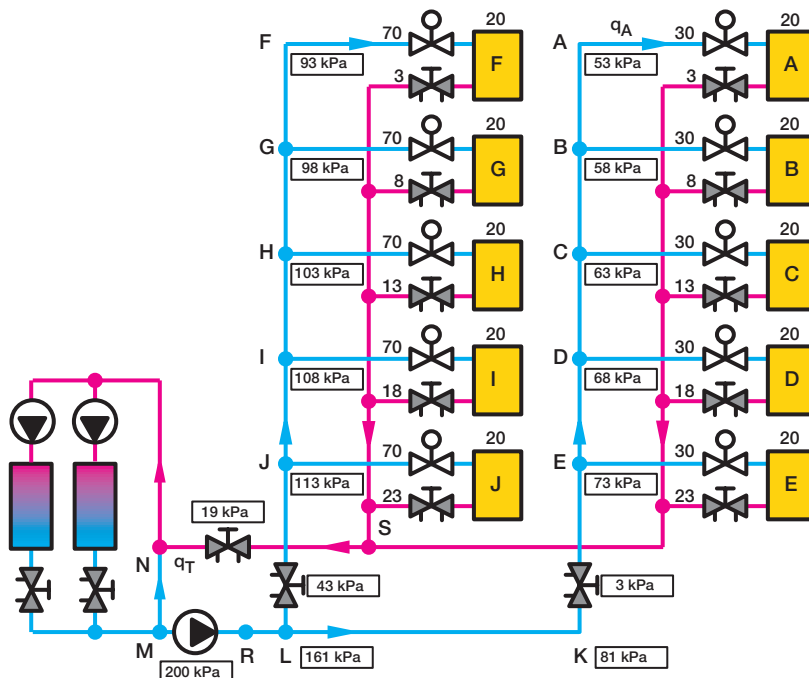 F 70 20
F
93 kPa
3
G 70 20
G
98 kPa
8
H 70 20
H
103 kPa
13
I 70 20
I
108 kPa
18
J 70 20
J
113 kPa
23
A qA 30 20
A
53 kPa
3
B 30 20
B
58 kPa
8
C 30 20
C
63 kPa
13
D 30 20
D
68 kPa
18
E 30 20
E
73 kPa
23
19 kPa
S
N qT
43 kPa
3 kPa
M R L K
200 kPa
161 kPa
81 kPa